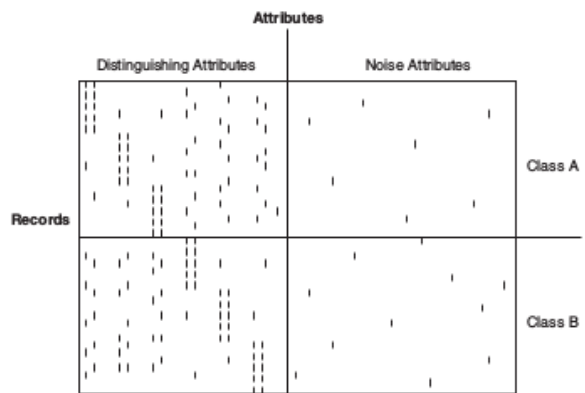 Attributes
Distinguishing Attributes
Noise Attributes
Class A
Records
Class B